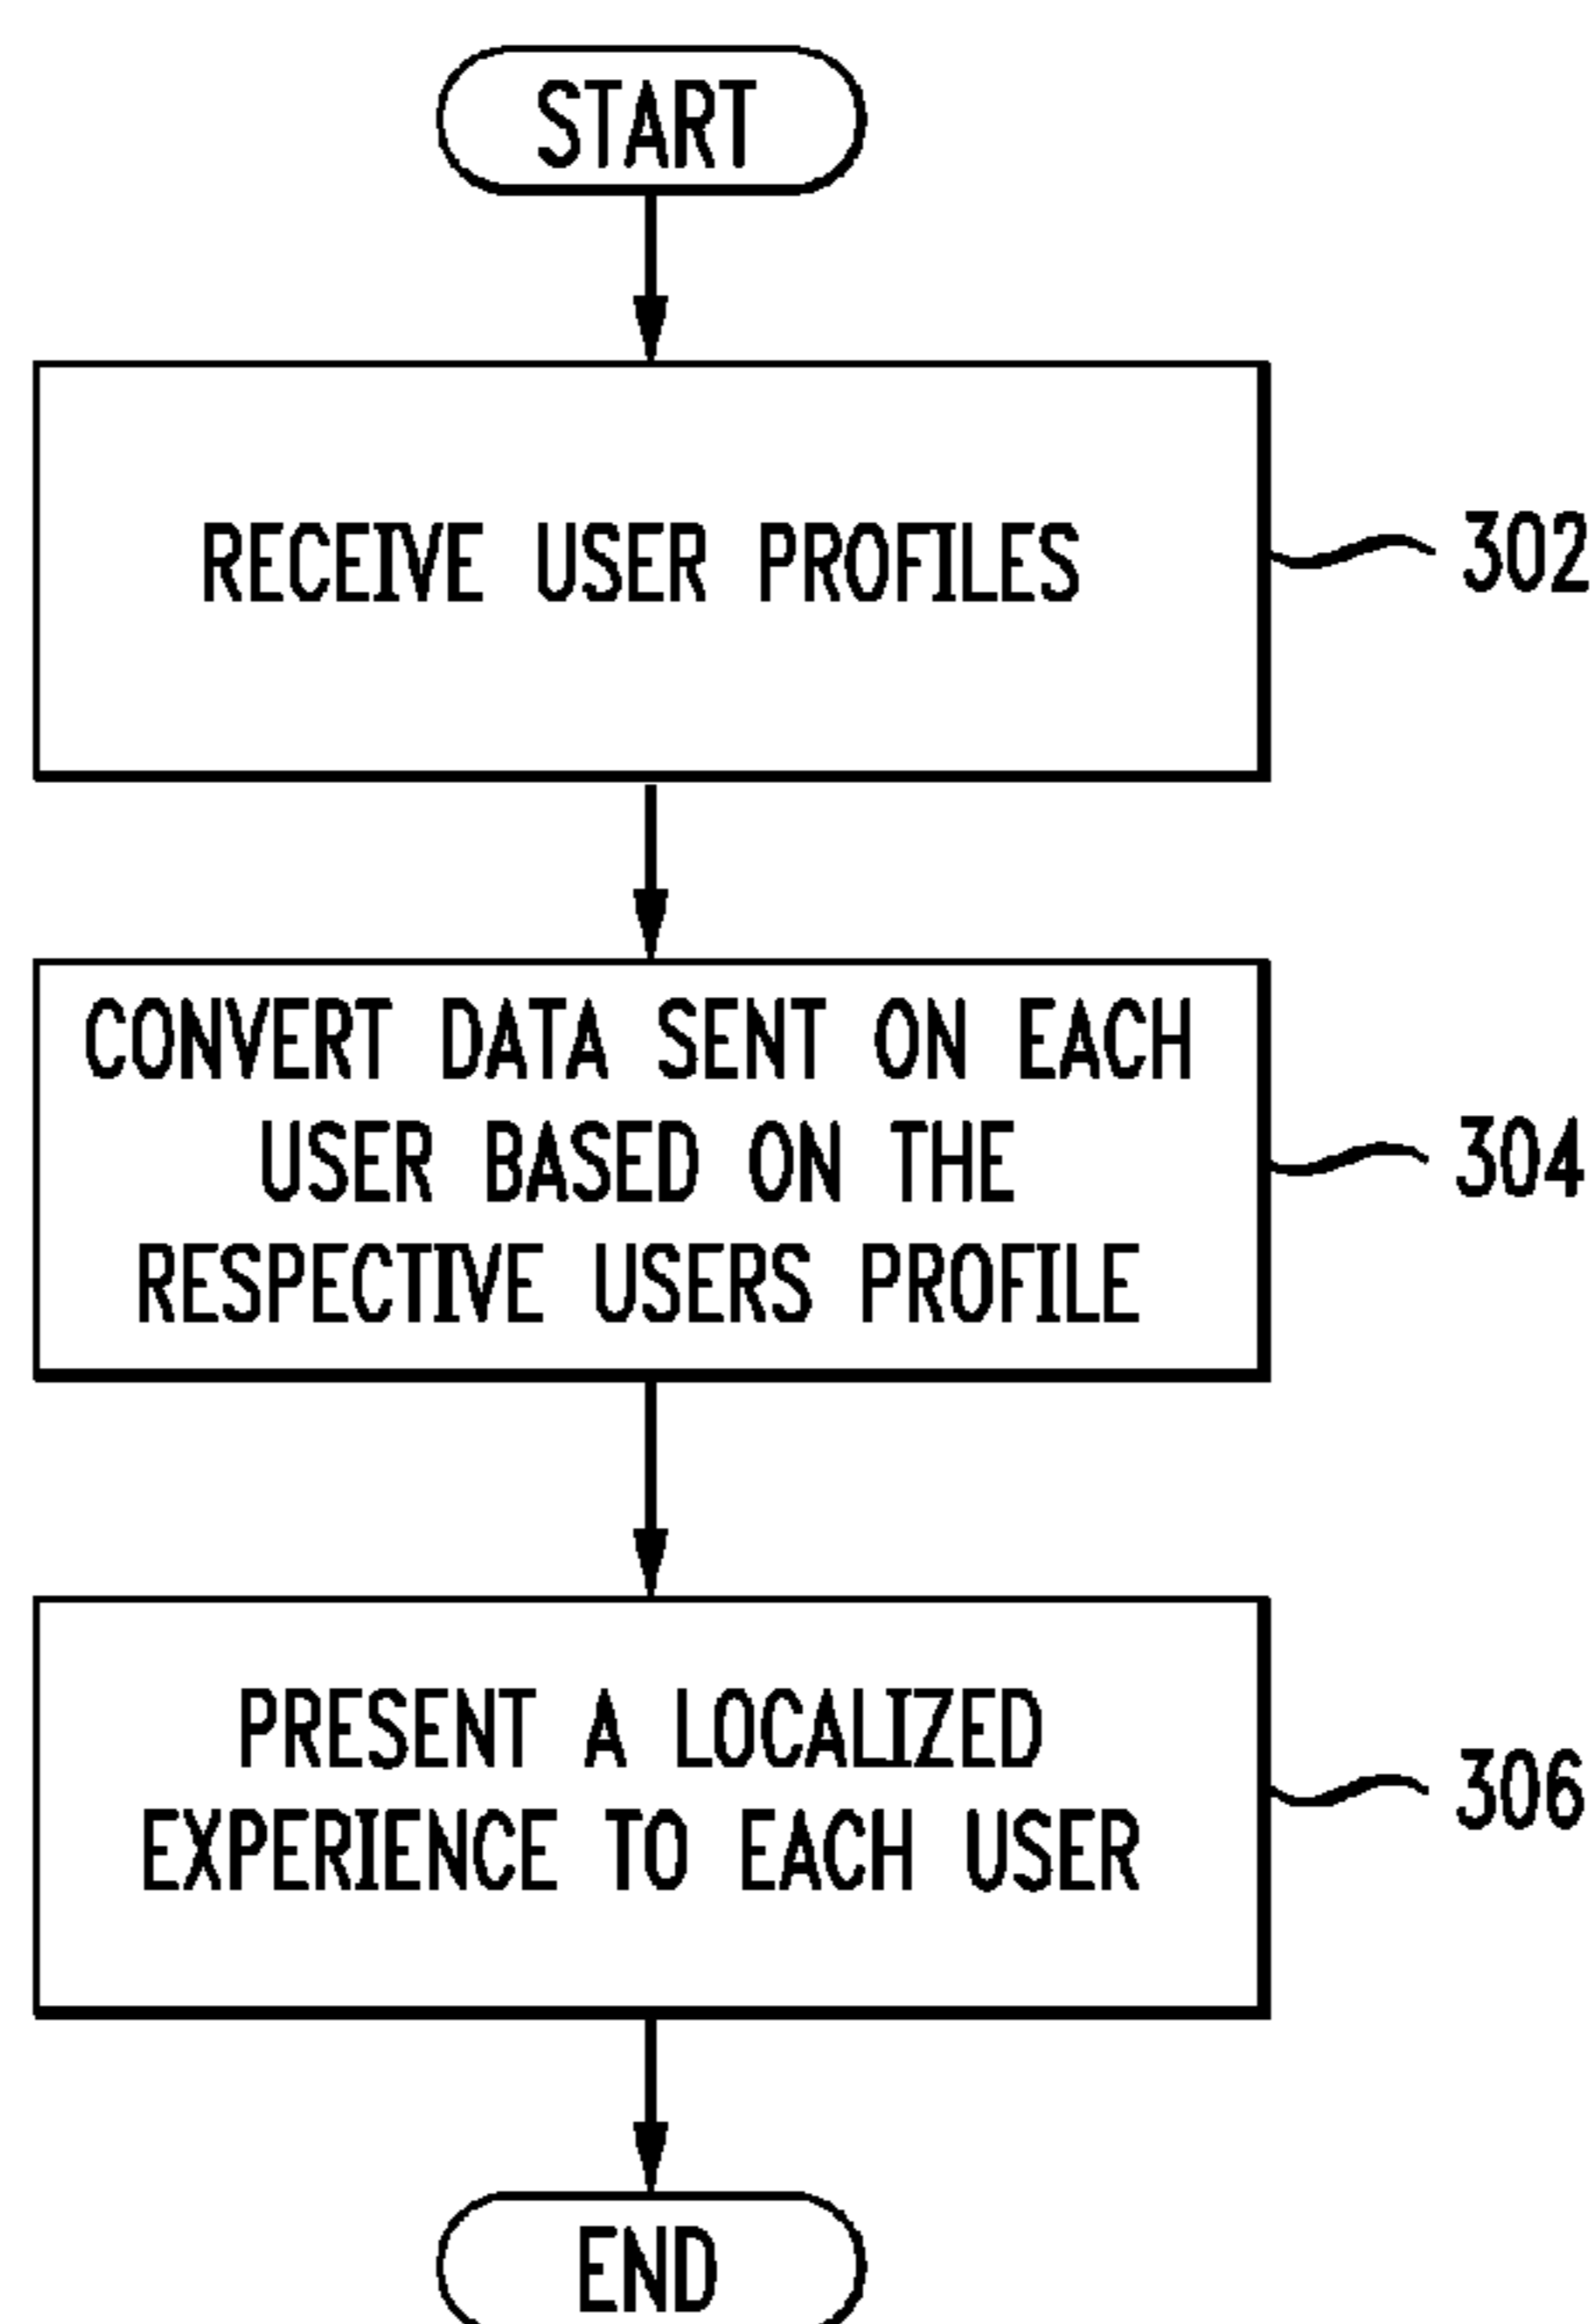 START
RECEIVE USER PROFILES
302
CONVERT DATA SENT ON EACH
USER BASED ON THE
RESPECTIVE USERS PROFILE
304
PRESENT A LOCALIZED
EXPERIENCE TO EACH USER
306
END